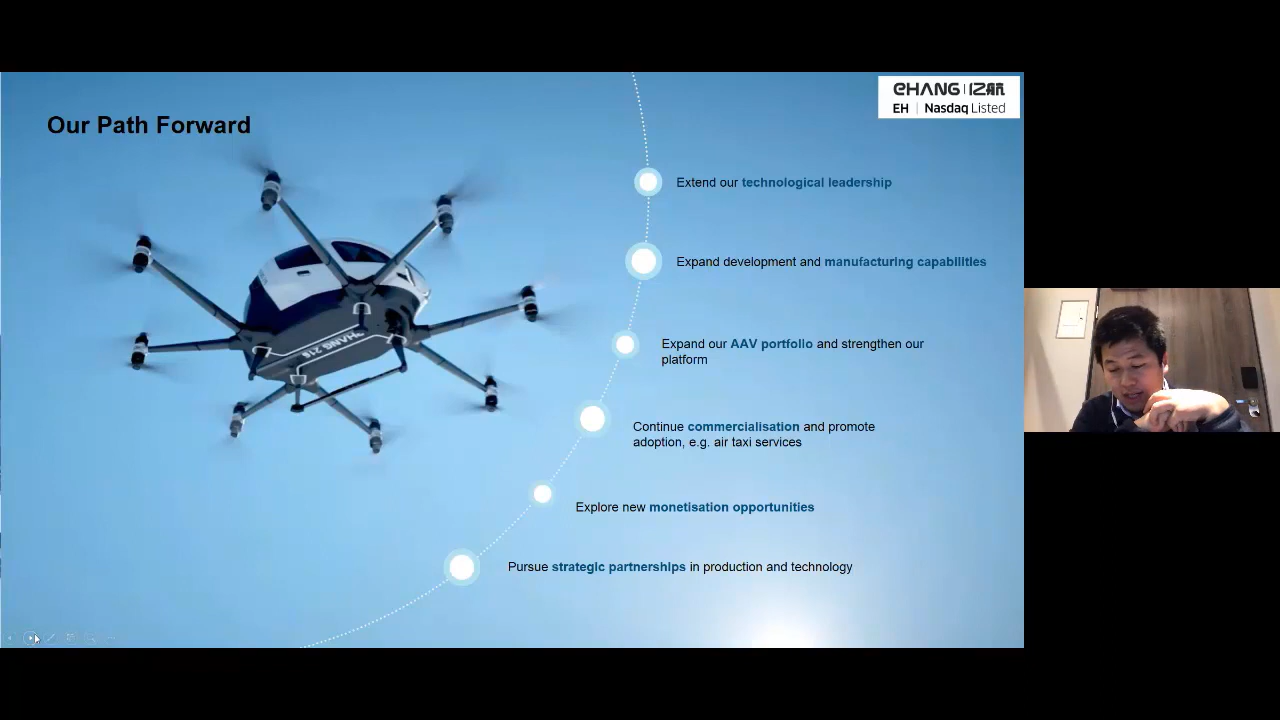 EHANG | 亿航
EH | Nasdaq Listed
Our Path Forward
Extend our technological leadership
Expand development and manufacturing capabilities
Expand our AAV portfolio and strengthen our
platform
Continue commercialisation and promote
adoption, e.g. air taxi services
Explore new monetisation opportunities
Pursue strategic partnerships in production and technology
EHANG 216